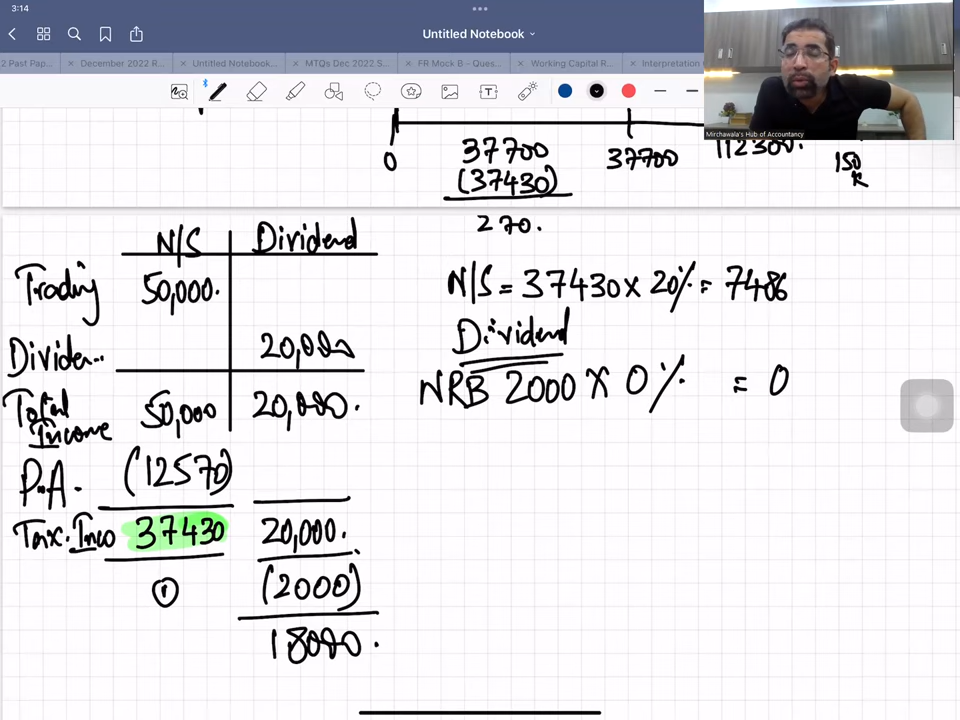 3:14
Untitled Notebook
2 Past Pap...
December 2022 R...
Untitled Notebook...
MTQs Dec 2022 S...
FR Mock B - Ques...
Working Capital R...
Interpretation
Mirchawala's Hub of Accountancy
0
37700
37700
112300.
150
K
(37430)
270.
N/S Dividend
Trading 50,000.
Dividen.. 20,000
Total Income 50,000 20,000.
P.A. (12570)
Tax. Inco 37430 20,000.
(2000)
18000.
N/S = 37430 X 20% = 7486
Dividend
NRB 2000 X 0% = 0